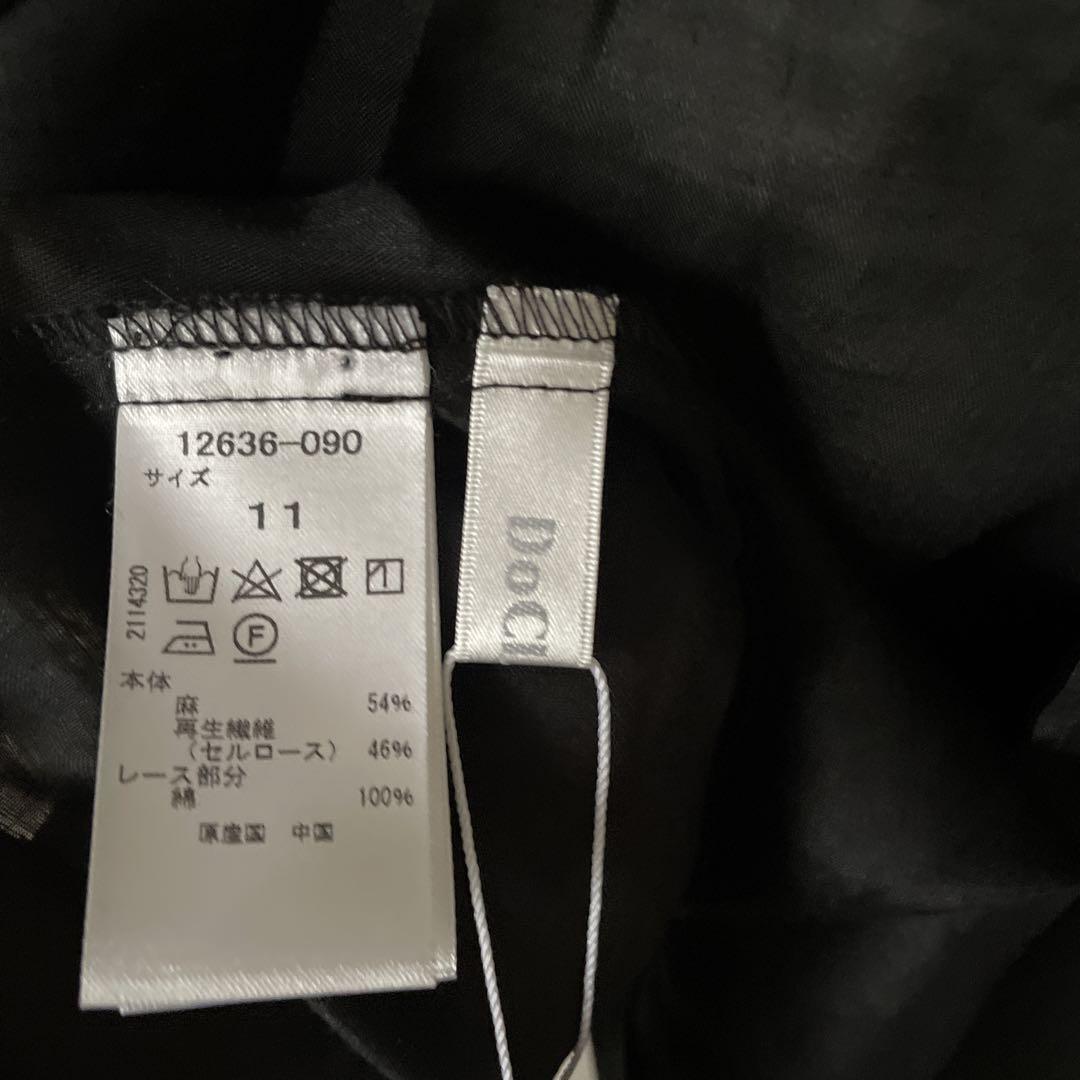 12636-090
サイズ
11
2114320
F
本体
麻 54%
再生繊維
（セルロース） 46%
レース部分
綿 100%
原産国 中国
DoCl